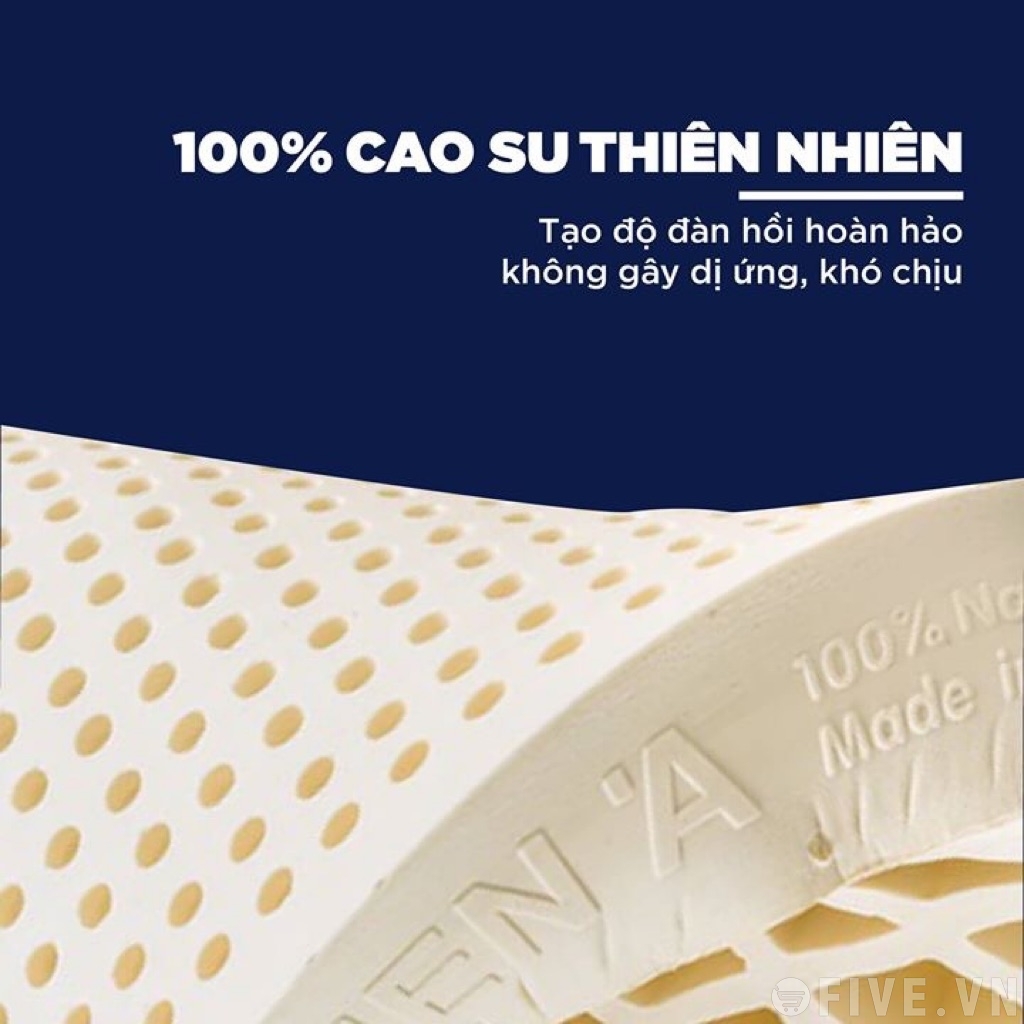 100% CAO SU THIÊN NHIÊN
Tạo độ đàn hồi hoàn hảo
không gây dị ứng, khó chịu
100% Na
Made i
EN'A
FIVE.VN